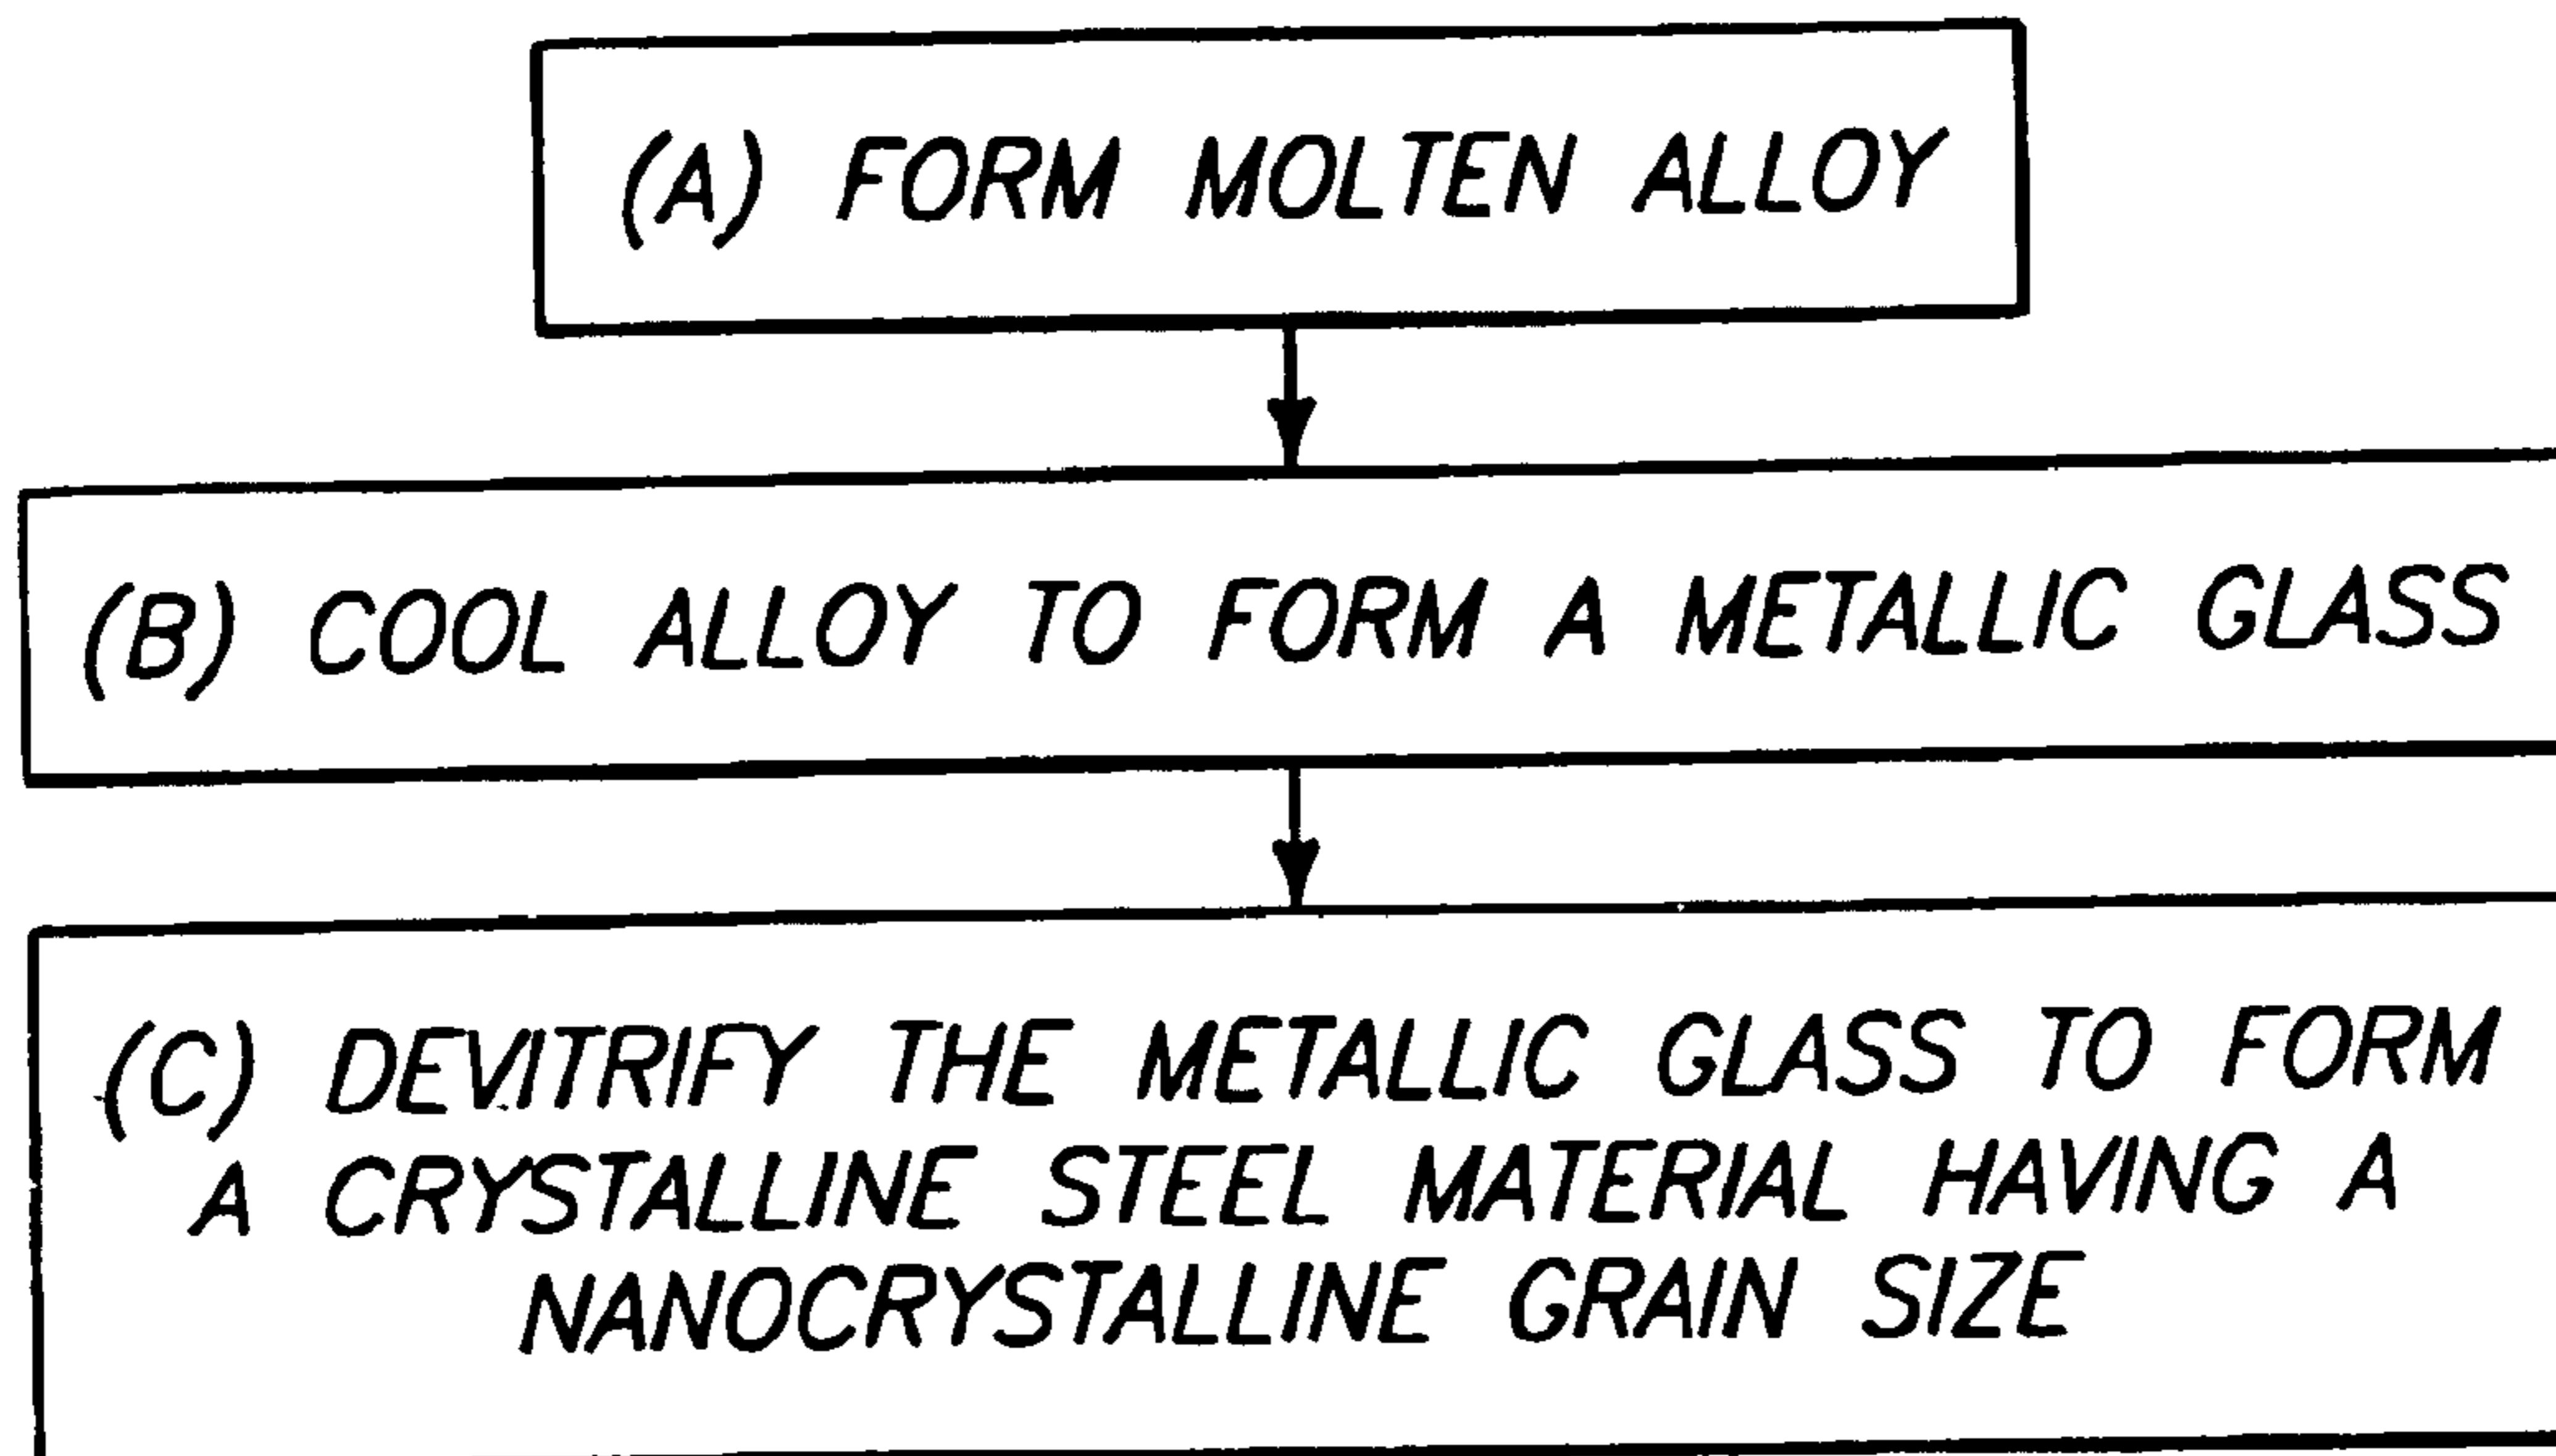 (A) FORM MOLTEN ALLOY
(B) COOL ALLOY TO FORM A METALLIC GLASS
(C) DEVITRIFY THE METALLIC GLASS TO FORM
A CRYSTALLINE STEEL MATERIAL HAVING A
NANOCRYSTALLINE GRAIN SIZE